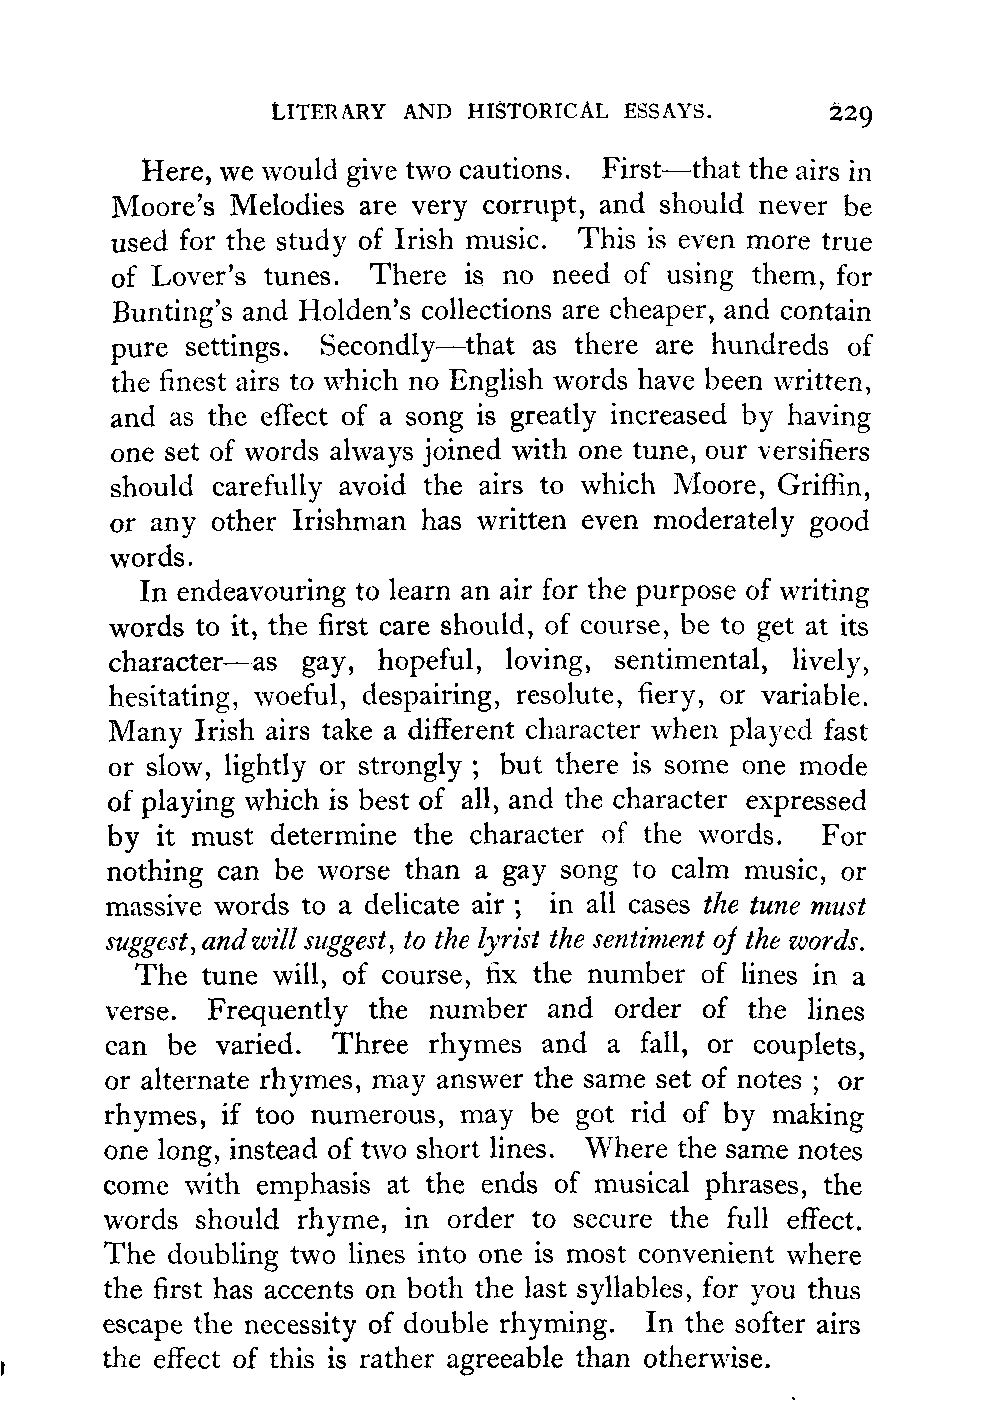 LITERARY AND HISTORICAL ESSAYS. 229
Here, we would give two cautions. First—that the airs in
Moore's Melodies are very corrupt, and should never be
used for the study of Irish music. This is even more true
of Lover's tunes. There is no need of using them, for
Bunting's and Holden's collections are cheaper, and contain
pure settings. Secondly—that as there are hundreds of
the finest airs to which no English words have been written,
and as the effect of a song is greatly increased by having
one set of words always joined with one tune, our versifiers
should carefully avoid the airs to which Moore, Griffin,
or any other Irishman has written even moderately good
words.
In endeavouring to learn an air for the purpose of writing
words to it, the first care should, of course, be to get at its
character—as gay, hopeful, loving, sentimental, lively,
hesitating, woeful, despairing, resolute, fiery, or variable.
Many Irish airs take a different character when played fast
or slow, lightly or strongly ; but there is some one mode
of playing which is best of all, and the character expressed
by it must determine the character of the words. For
nothing can be worse than a gay song to calm music, or
massive words to a delicate air ; in all cases the tune must
suggest, and will suggest, to the lyrist the sentiment of the words.
The tune will, of course, fix the number of lines in a
verse. Frequently the number and order of the lines
can be varied. Three rhymes and a fall, or couplets,
or alternate rhymes, may answer the same set of notes ; or
rhymes, if too numerous, may be got rid of by making
one long, instead of two short lines. Where the same notes
come with emphasis at the ends of musical phrases, the
words should rhyme, in order to secure the full effect.
The doubling two lines into one is most convenient where
the first has accents on both the last syllables, for you thus
escape the necessity of double rhyming. In the softer airs
the effect of this is rather agreeable than otherwise.